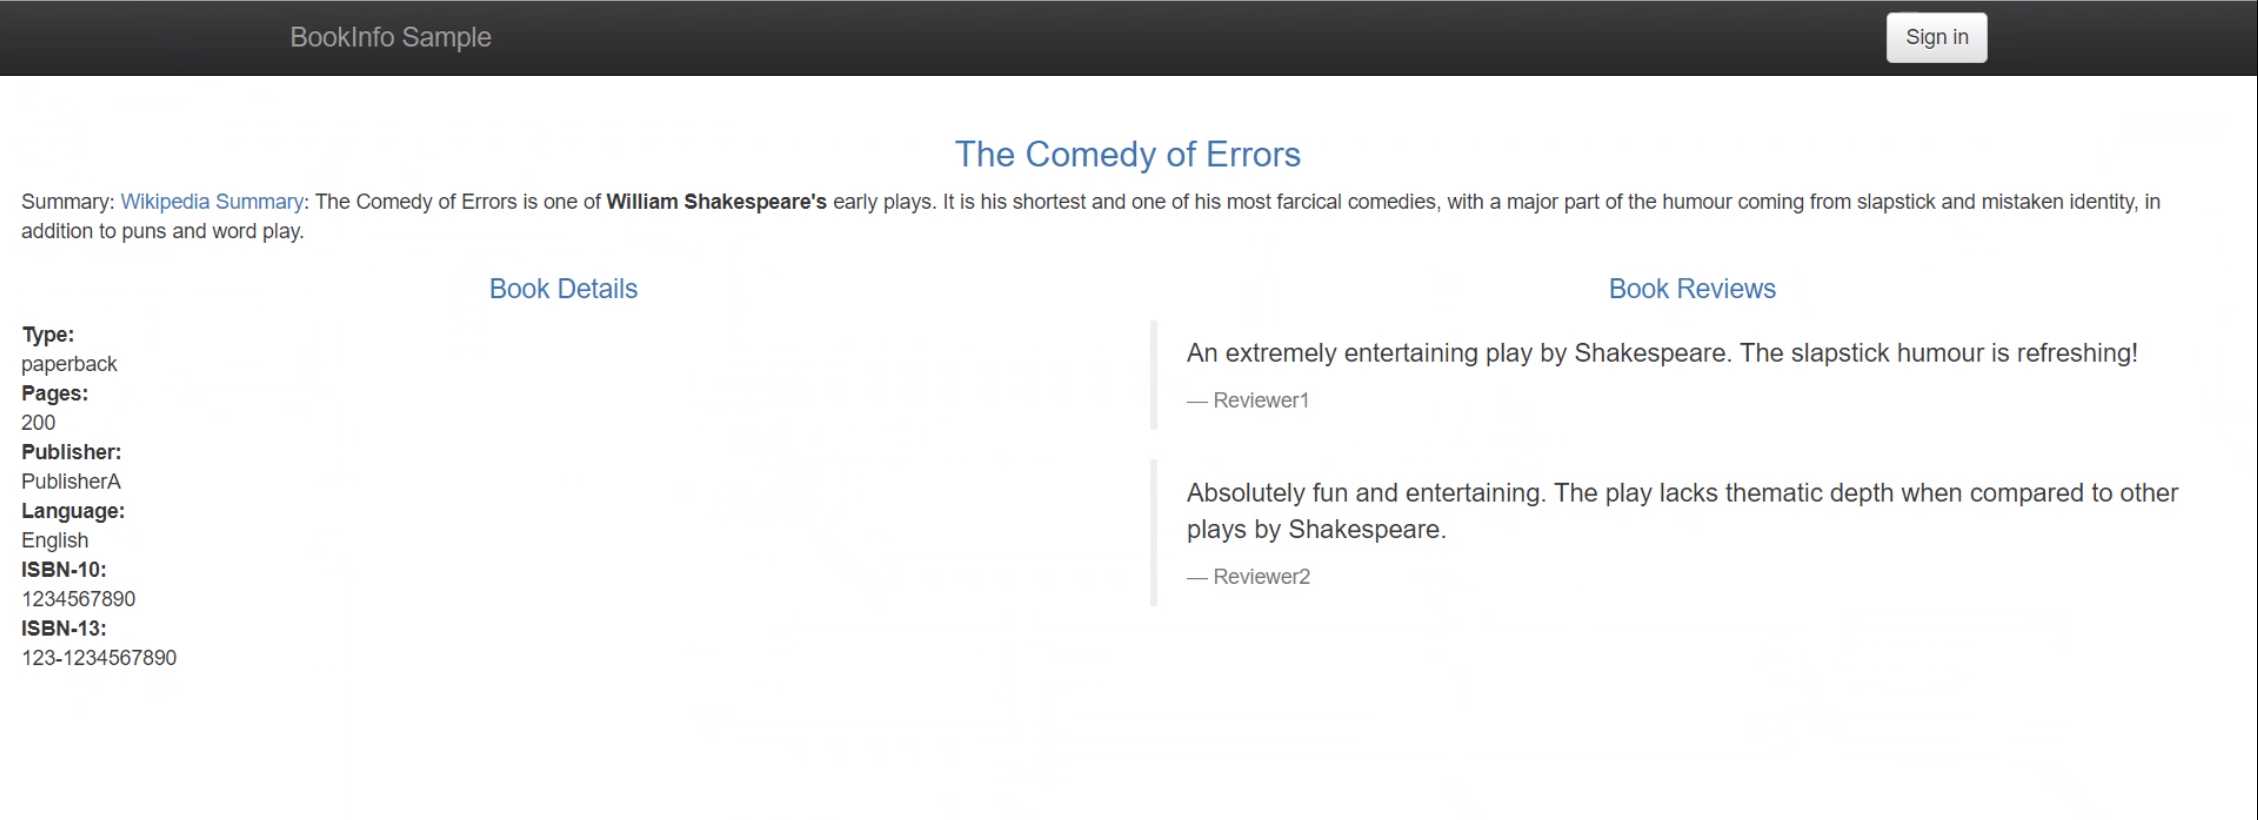 BookInfo Sample
Sign in
The Comedy of Errors
Summary: Wikipedia Summary: The Comedy of Errors is one of William Shakespeare's early plays. It is his shortest and one of his most farcical comedies, with a major part of the humour coming from slapstick and mistaken identity, in
addition to puns and word play.
Book Details
Type:
paperback
Pages:
200
Publisher:
PublisherA
Language:
English
ISBN-10:
1234567890
ISBN-13:
123-1234567890
Book Reviews
An extremely entertaining play by Shakespeare. The slapstick humour is refreshing!
— Reviewer1
Absolutely fun and entertaining. The play lacks thematic depth when compared to other
plays by Shakespeare.
— Reviewer2